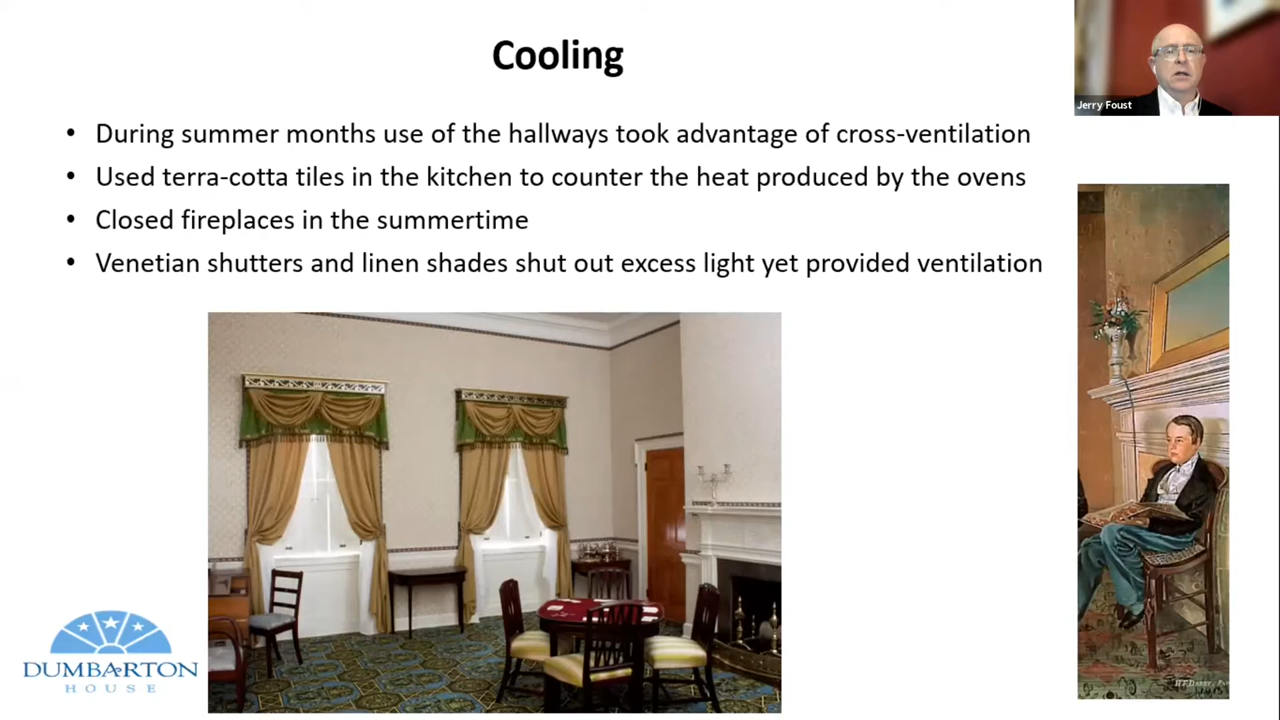 Cooling
Jerry Foust
• During summer months use of the hallways took advantage of cross-ventilation
• Used terra-cotta tiles in the kitchen to counter the heat produced by the ovens
• Closed fireplaces in the summertime
• Venetian shutters and linen shades shut out excess light yet provided ventilation
DUMBARTON
HOUSE